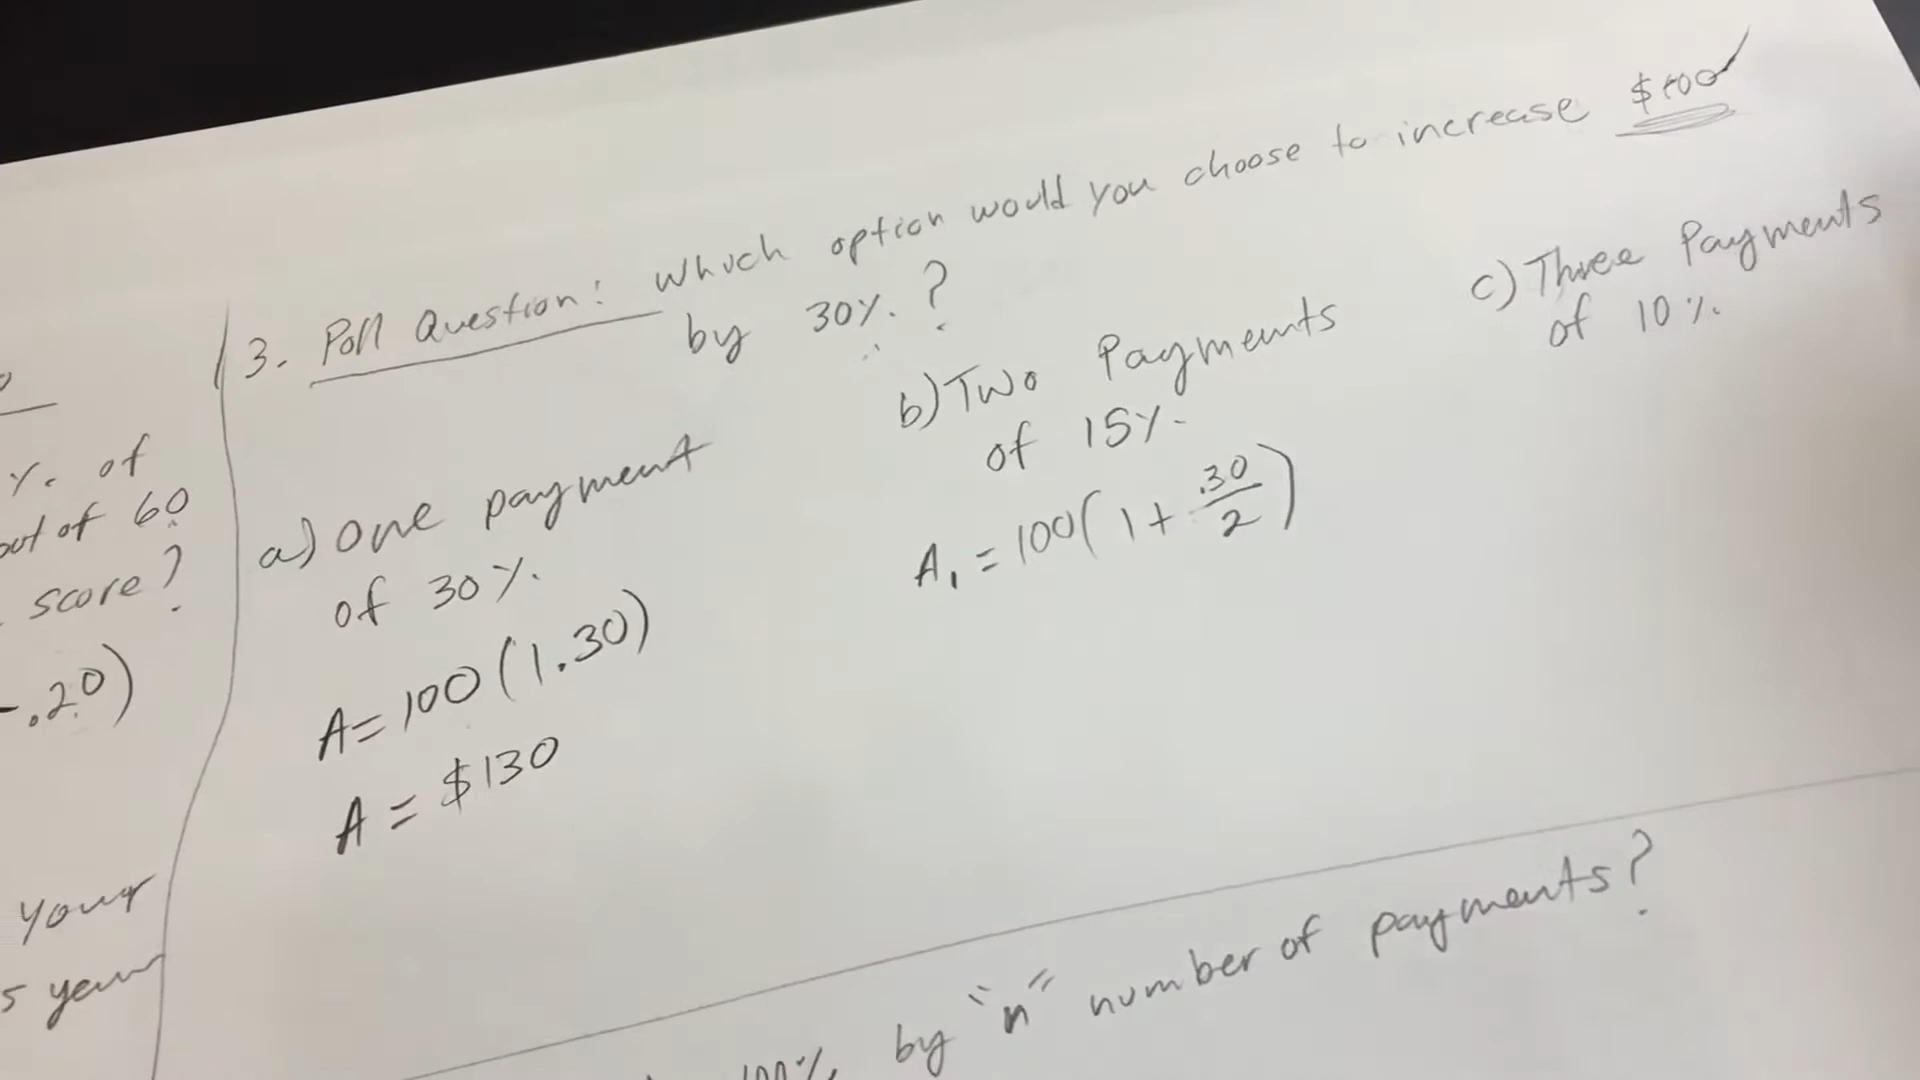 3. Poll Question: Which option would you choose to increase $100
by 30%?
a) One payment
of 30%.
A = 100(1.30)
A = $130
b) Two Payments
of 15%.
A₁ = 100(1 + .30/2)
c) Three Payments
of 10%.
%. of
out of 60
score?
.20)
your
5 years
100% by "n" number of payments?